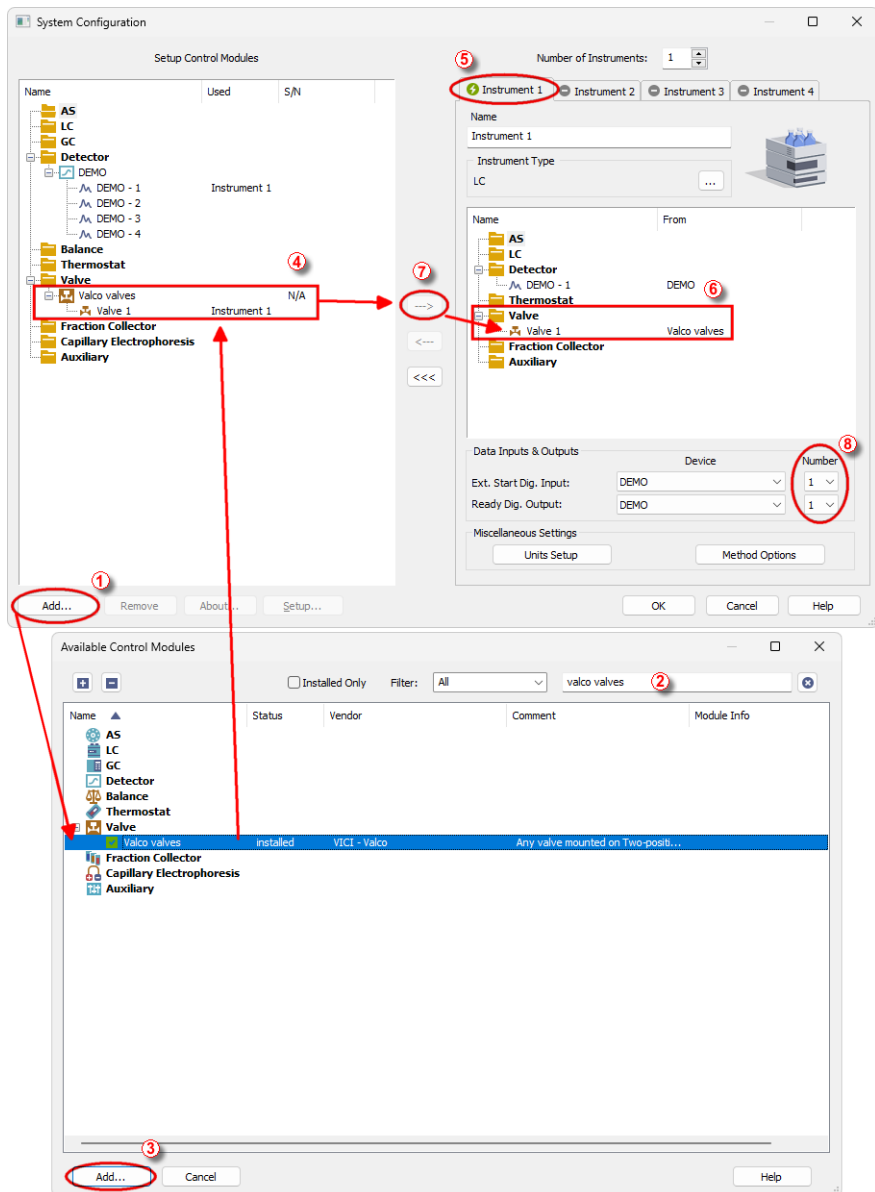 System Configuration
Setup Control Modules
Name Used S/N
AS
LC
GC
Detector
DEMO
DEMO - 1 Instrument 1
DEMO - 2
DEMO - 3
DEMO - 4
Balance
Thermostat
4
Valve
Valco valves N/A
Valve 1 Instrument 1
Fraction Collector
Capillary Electrophoresis
Auxiliary
1
Add... Remove About... Setup...
7
--->
<---
<<<
5
Number of Instruments: 1
Instrument 1 Instrument 2 Instrument 3 Instrument 4
Name
Instrument 1
Instrument Type
LC ...
Name From
AS
LC
Detector
DEMO - 1 DEMO
6
Thermostat
Valve
Valve 1 Valco valves
Fraction Collector
Auxiliary
8
Data Inputs & Outputs
Device Number
Ext. Start Dig. Input: DEMO 1
Ready Dig. Output: DEMO 1
Miscellaneous Settings
Units Setup Method Options
OK Cancel Help
Available Control Modules
Installed Only Filter: All valco valves 2
Name Status Vendor Comment Module Info
AS
LC
GC
Detector
Balance
Thermostat
Valve
Valco valves installed VICI - Valco Any valve mounted on Two-positi...
Fraction Collector
Capillary Electrophoresis
Auxiliary
3
Add... Cancel Help